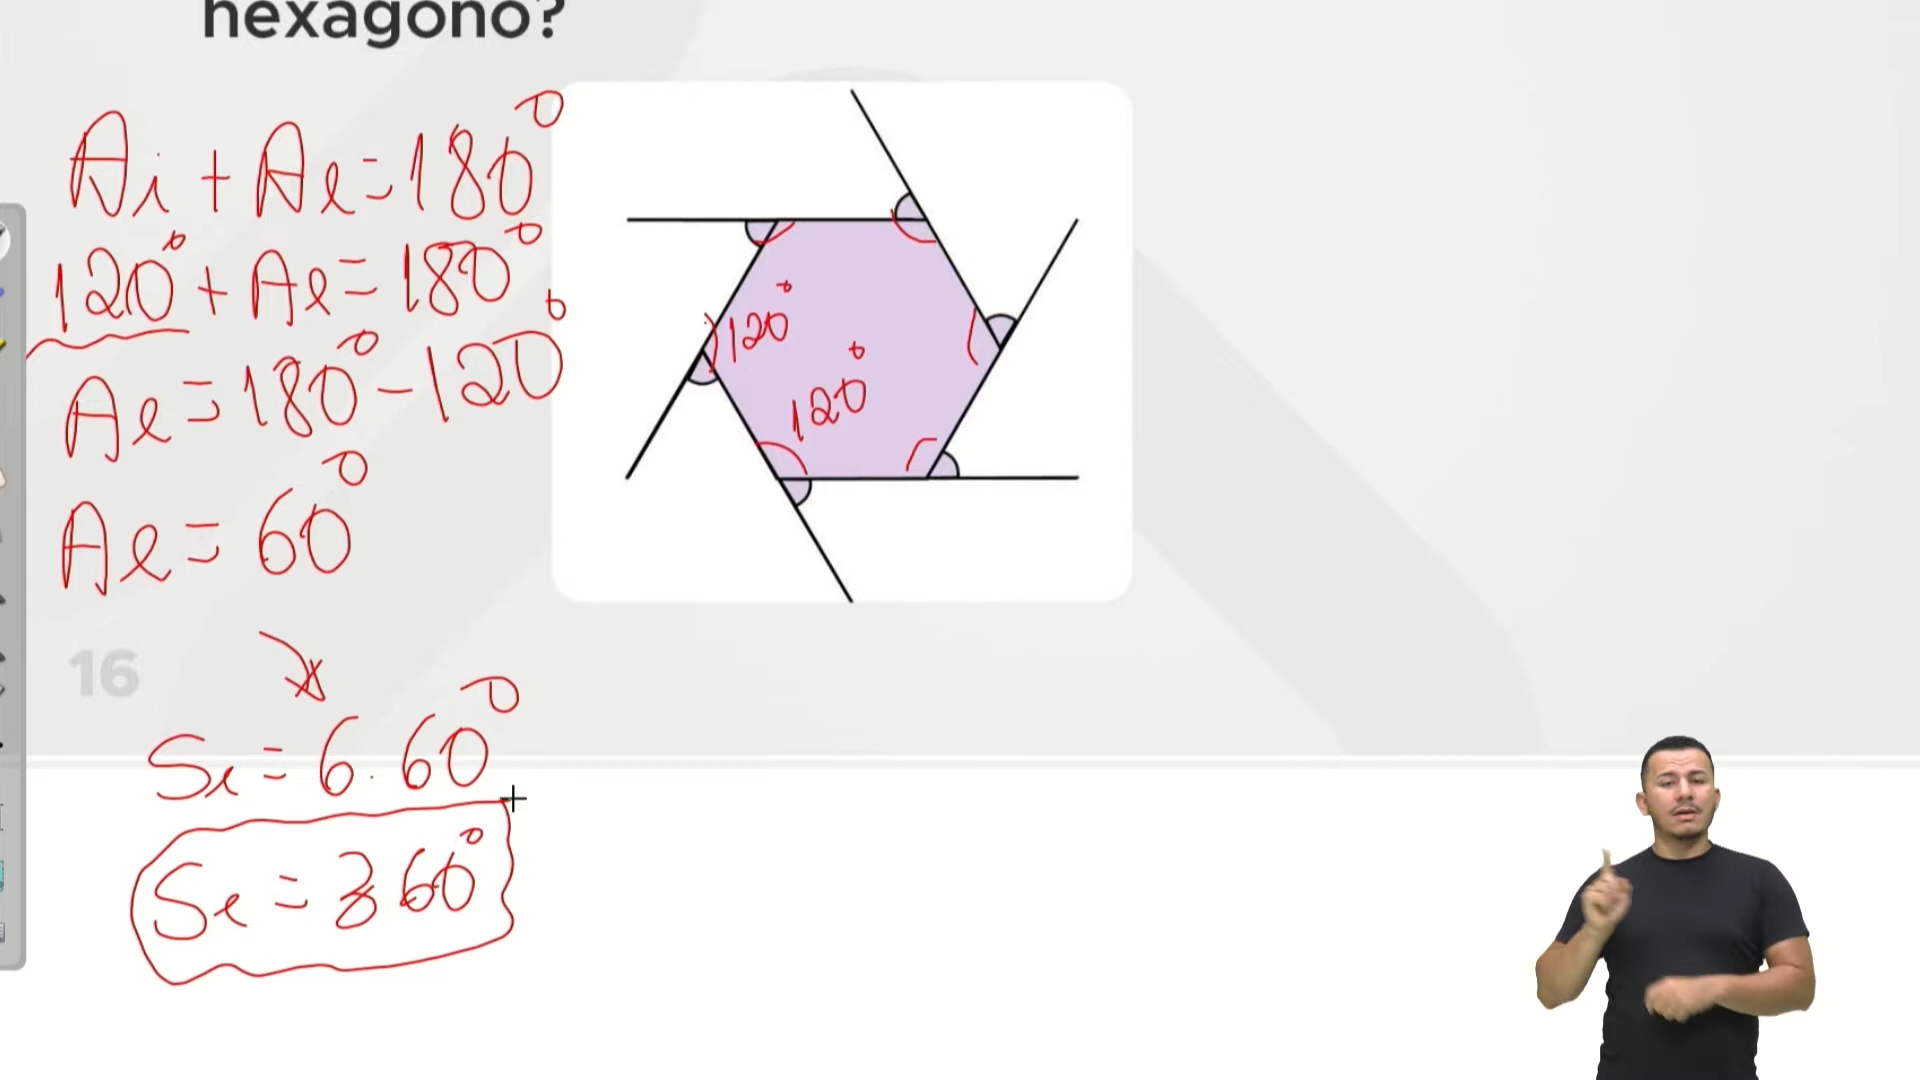 hexágono?
Ai + Ae = 180°
120° + Ae = 180°
Ae = 180° - 120°
Ae = 60°
120°
120°
16
Se = 6.60°
Se = 360°